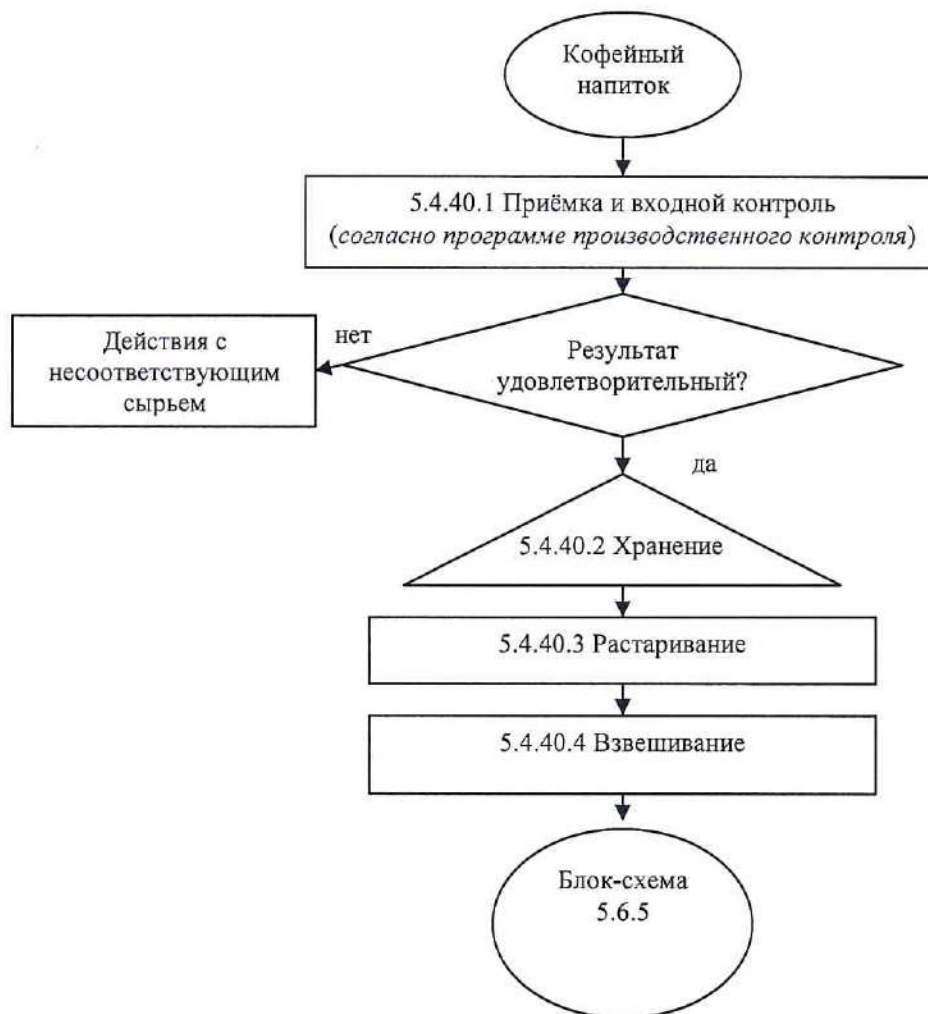 Кофейный
напиток
5.4.40.1 Приёмка и входной контроль
(согласно программе производственного контроля)
Действия с
несоответствующим
сырьем
нет
Результат
удовлетворительный?
да
5.4.40.2 Хранение
5.4.40.3 Растаривание
5.4.40.4 Взвешивание
Блок-схема
5.6.5